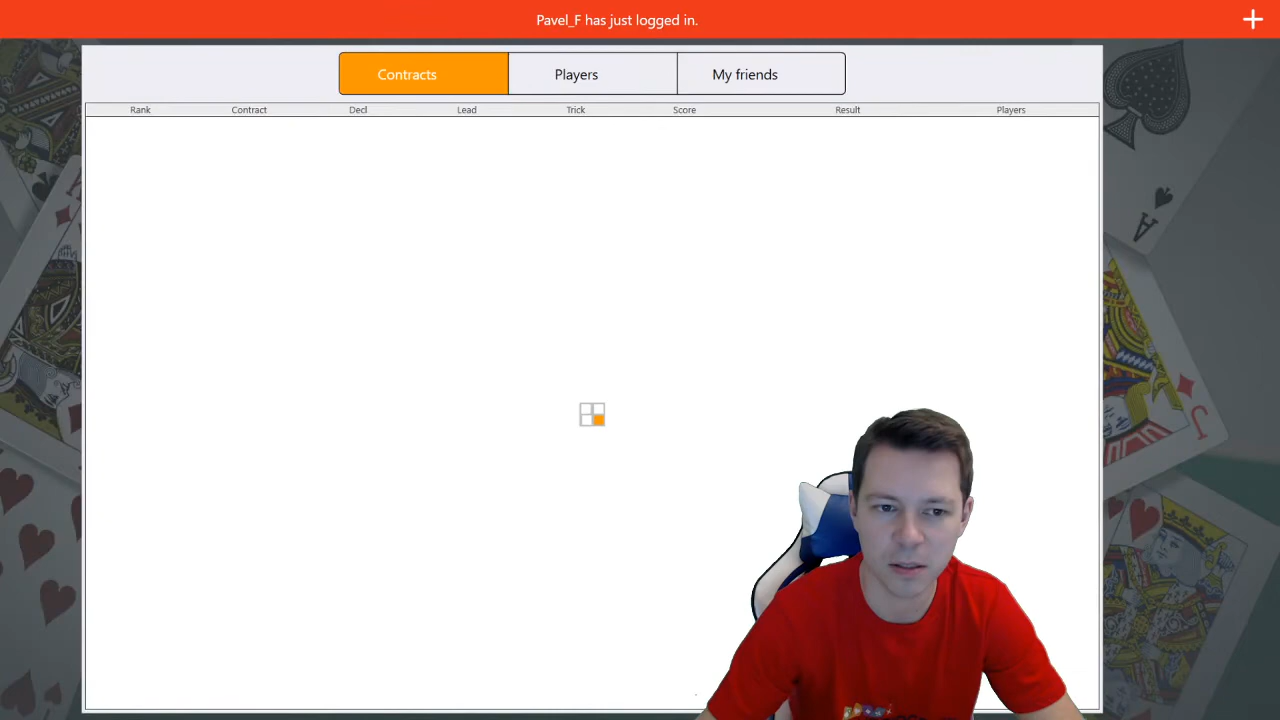 Pavel_F has just logged in.
Contracts Players My friends
Rank Contract Decl Lead Trick Score Result Players
A
J